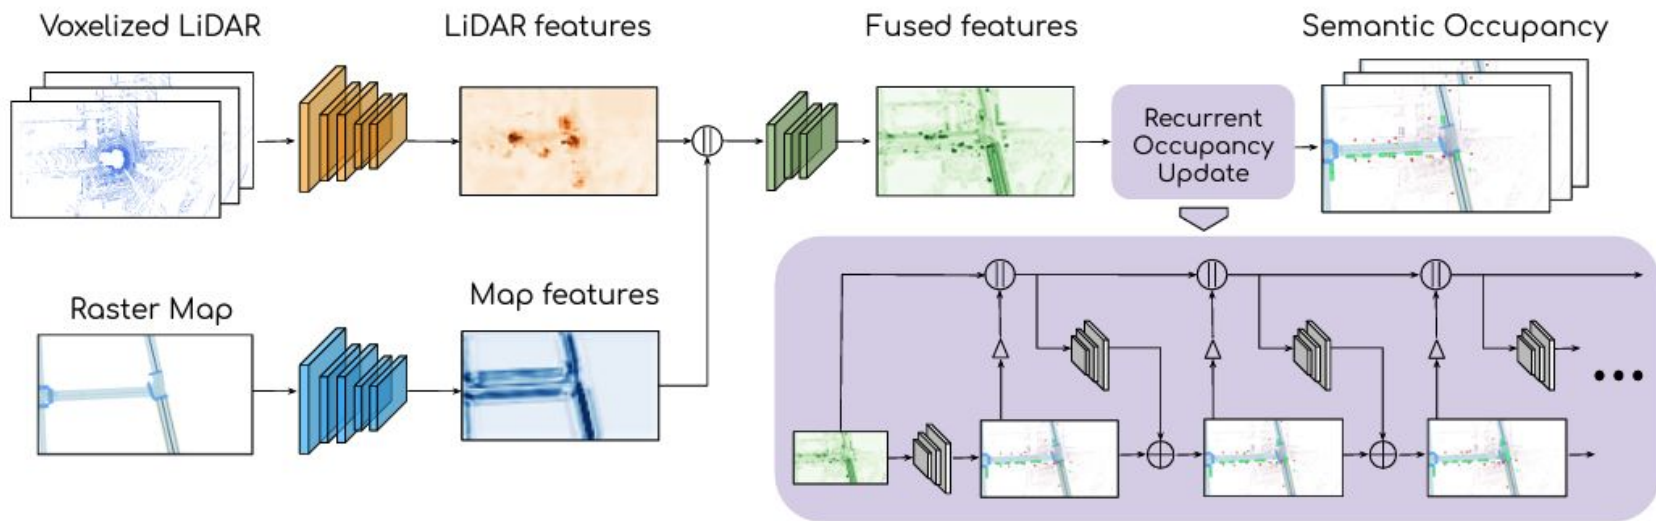 Voxelized LiDAR
LiDAR features
Fused features
Semantic Occupancy
Recurrent
Occupancy
Update
Raster Map
Map features